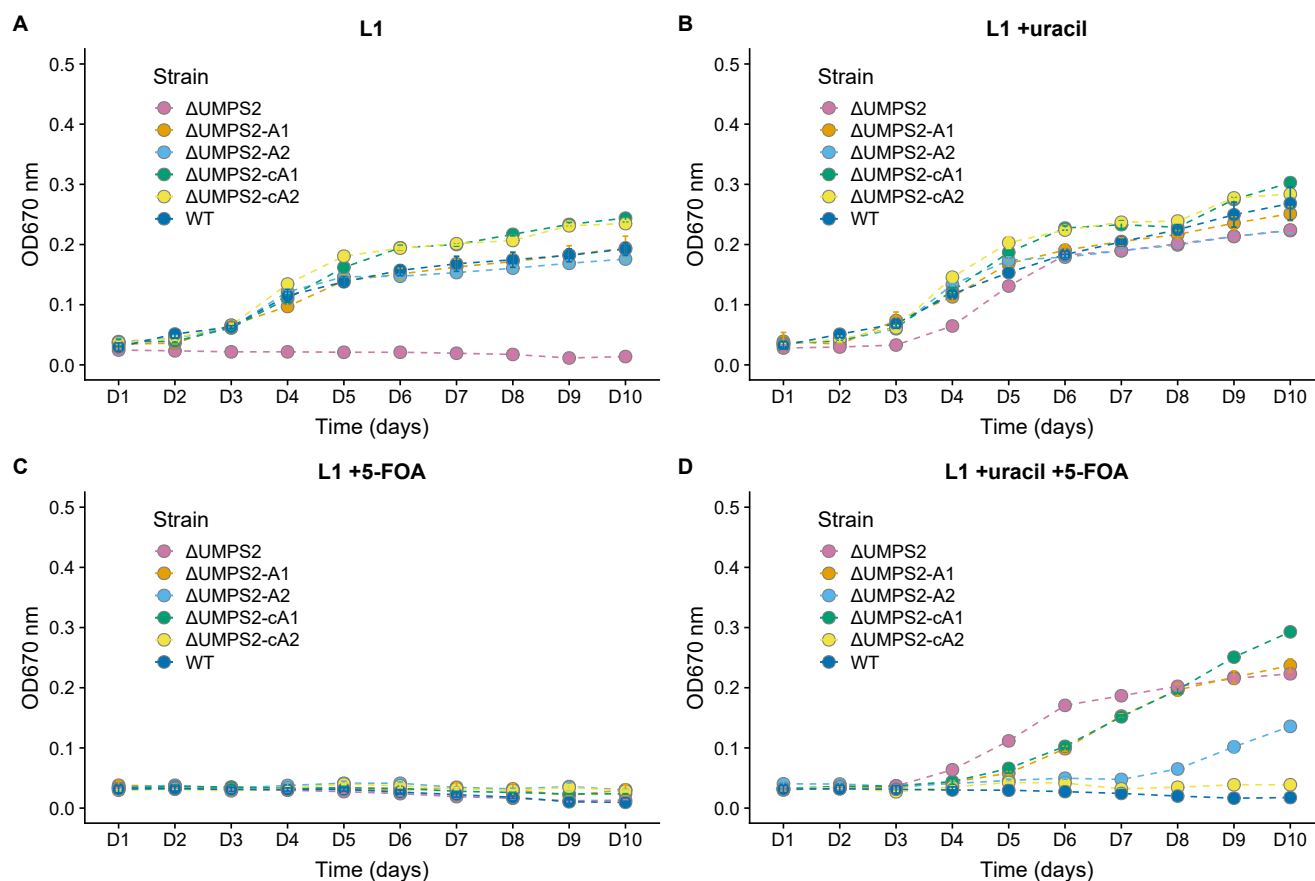 A
L1
OD670 nm
0.5
0.4
0.3
0.2
0.1
0.0
Strain
ΔUMPS2
ΔUMPS2-A1
ΔUMPS2-A2
ΔUMPS2-cA1
ΔUMPS2-cA2
WT
D1 D2 D3 D4 D5 D6 D7 D8 D9 D10
Time (days)
B
L1 +uracil
OD670 nm
0.5
0.4
0.3
0.2
0.1
0.0
Strain
ΔUMPS2
ΔUMPS2-A1
ΔUMPS2-A2
ΔUMPS2-cA1
ΔUMPS2-cA2
WT
D1 D2 D3 D4 D5 D6 D7 D8 D9 D10
Time (days)
C
L1 +5-FOA
OD670 nm
0.5
0.4
0.3
0.2
0.1
0.0
Strain
ΔUMPS2
ΔUMPS2-A1
ΔUMPS2-A2
ΔUMPS2-cA1
ΔUMPS2-cA2
WT
D1 D2 D3 D4 D5 D6 D7 D8 D9 D10
Time (days)
D
L1 +uracil +5-FOA
OD670 nm
0.5
0.4
0.3
0.2
0.1
0.0
Strain
ΔUMPS2
ΔUMPS2-A1
ΔUMPS2-A2
ΔUMPS2-cA1
ΔUMPS2-cA2
WT
D1 D2 D3 D4 D5 D6 D7 D8 D9 D10
Time (days)